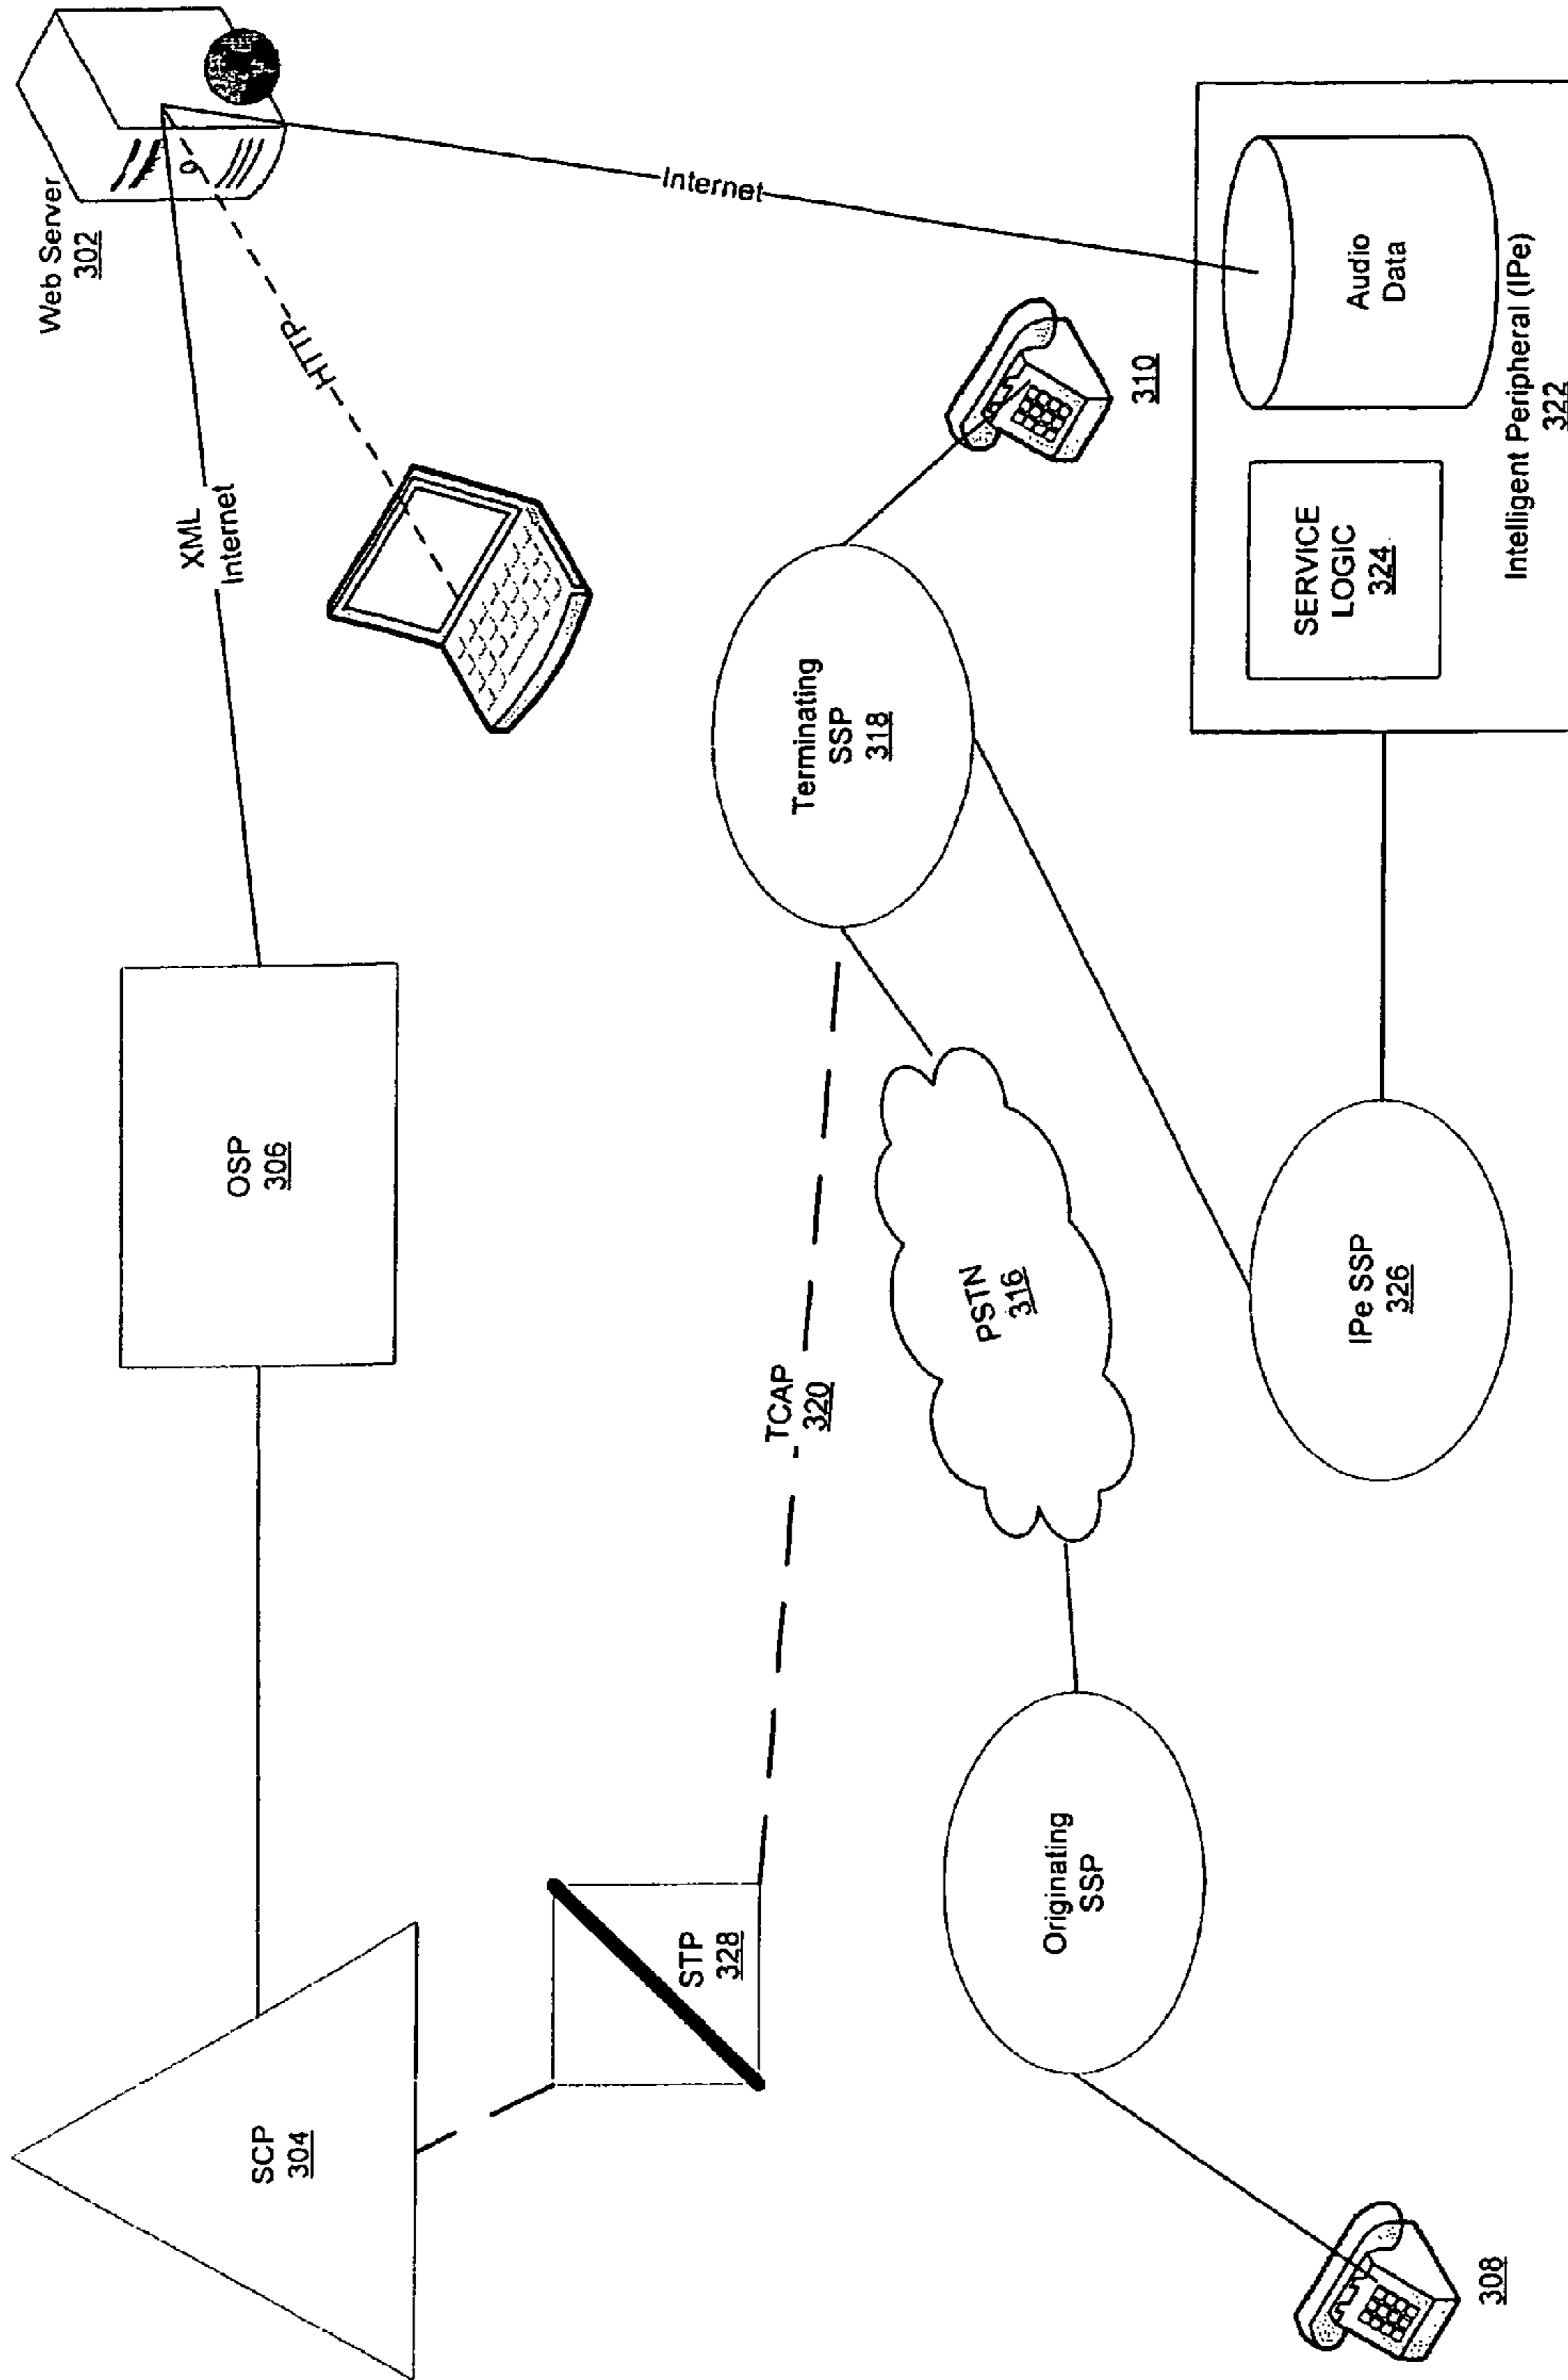 Web Server
302
XML
Internet
HTTP
Internet
OSP
306
SCP
304
STP
328
TCAP
320
Terminating
SSP
318
310
PSTN
316
Originating
SSP
308
IPe SSP
326
SERVICE
LOGIC
324
Audio
Data
Intelligent Peripheral (IPe)
322